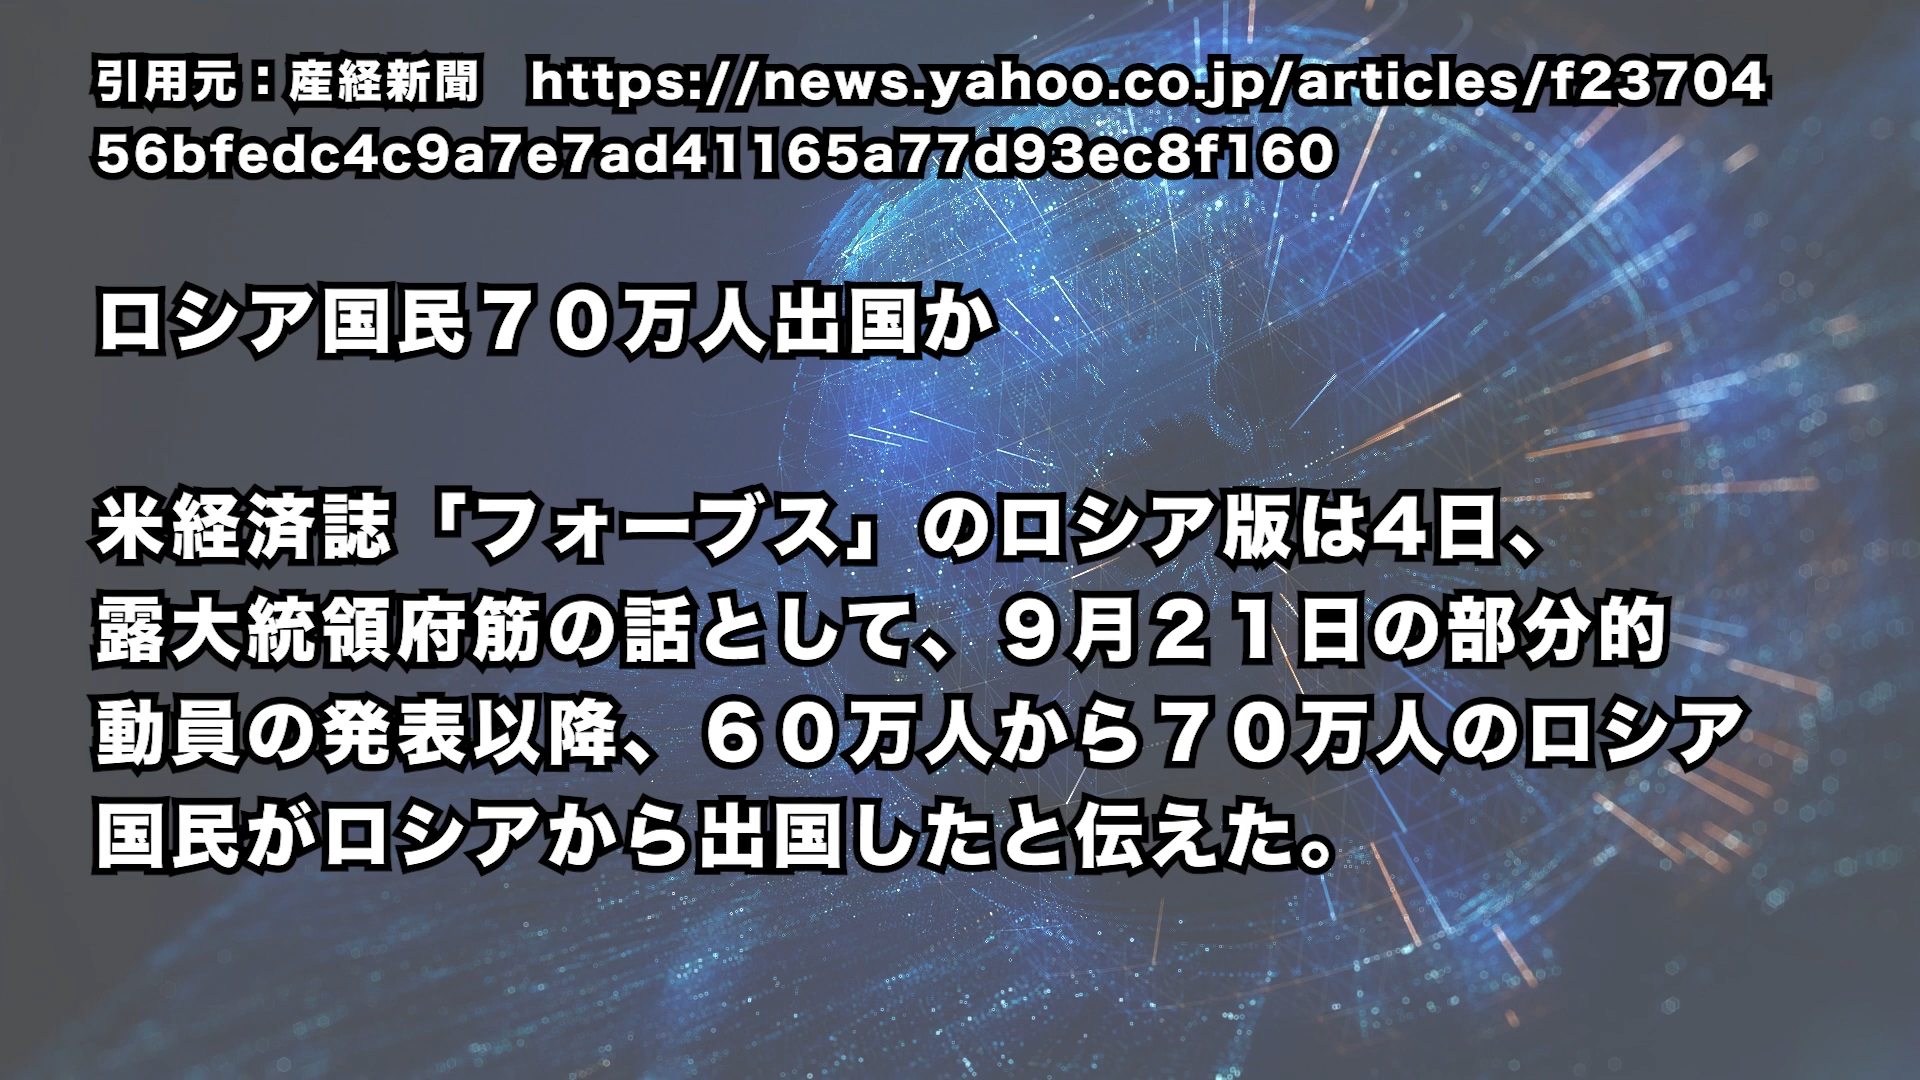 引用元：産経新聞　https://news.yahoo.co.jp/articles/f23704
56bfedc4c9a7e7ad41165a77d93ec8f160
ロシア国民７０万人出国か
米経済誌「フォーブス」のロシア版は4日、
露大統領府筋の話として、９月２１日の部分的
動員の発表以降、６０万人から７０万人のロシア
国民がロシアから出国したと伝えた。